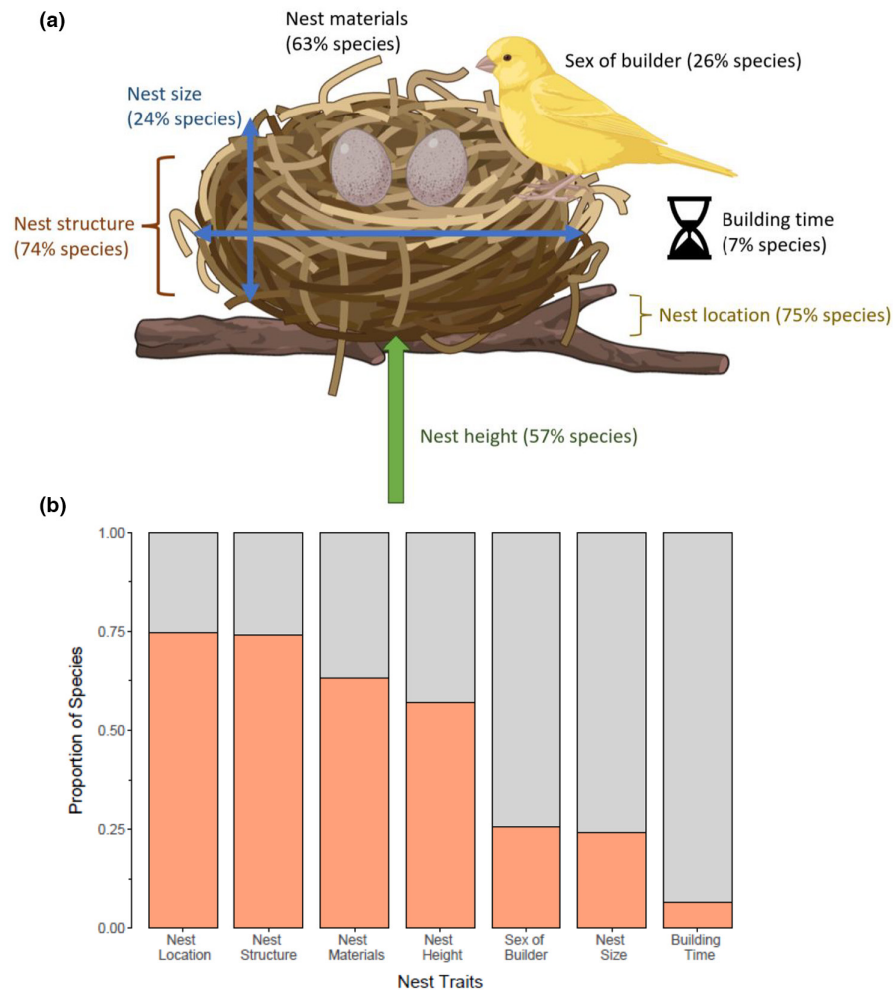 (a)
Nest materials
(63% species)
Sex of builder (26% species)
Nest size
(24% species)
Nest structure
(74% species)
Building time
(7% species)
Nest location (75% species)
Nest height (57% species)
(b)
1.00
0.75
0.50
0.25
0.00
Proportion of Species
Nest
Location
Nest
Structure
Nest
Materials
Nest
Height
Sex of
Builder
Nest
Size
Building
Time
Nest Traits